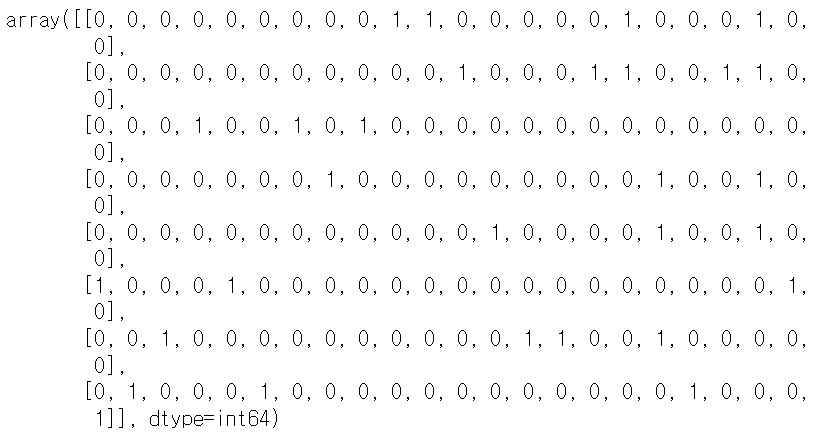 array([[0, 0, 0, 0, 0, 0, 0, 0, 0, 1, 1, 0, 0, 0, 0, 0, 1, 0, 0, 0, 1, 0,
0],
[0, 0, 0, 0, 0, 0, 0, 0, 0, 0, 0, 1, 0, 0, 0, 1, 1, 0, 0, 1, 1, 0,
0],
[0, 0, 0, 1, 0, 0, 1, 0, 1, 0, 0, 0, 0, 0, 0, 0, 0, 0, 0, 0, 0, 0,
0],
[0, 0, 0, 0, 0, 0, 0, 1, 0, 0, 0, 0, 0, 0, 0, 0, 0, 1, 0, 0, 1, 0,
0],
[0, 0, 0, 0, 0, 0, 0, 0, 0, 0, 0, 0, 1, 0, 0, 0, 0, 1, 0, 0, 1, 0,
0],
[1, 0, 0, 0, 1, 0, 0, 0, 0, 0, 0, 0, 0, 0, 0, 0, 0, 0, 0, 0, 0, 1,
0],
[0, 0, 1, 0, 0, 0, 0, 0, 0, 0, 0, 0, 0, 1, 1, 0, 0, 1, 0, 0, 0, 0,
0],
[0, 1, 0, 0, 0, 1, 0, 0, 0, 0, 0, 0, 0, 0, 0, 0, 0, 0, 1, 0, 0, 0,
1]], dtype=int64)